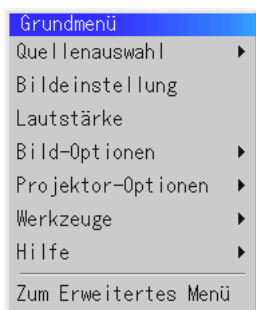 Grundmenü
Quellenauswahl
Bildeinstellung
Lautstärke
Bild-Optionen
Projektor-Optionen
Werkzeuge
Hilfe
Zum Erweitertes Menü